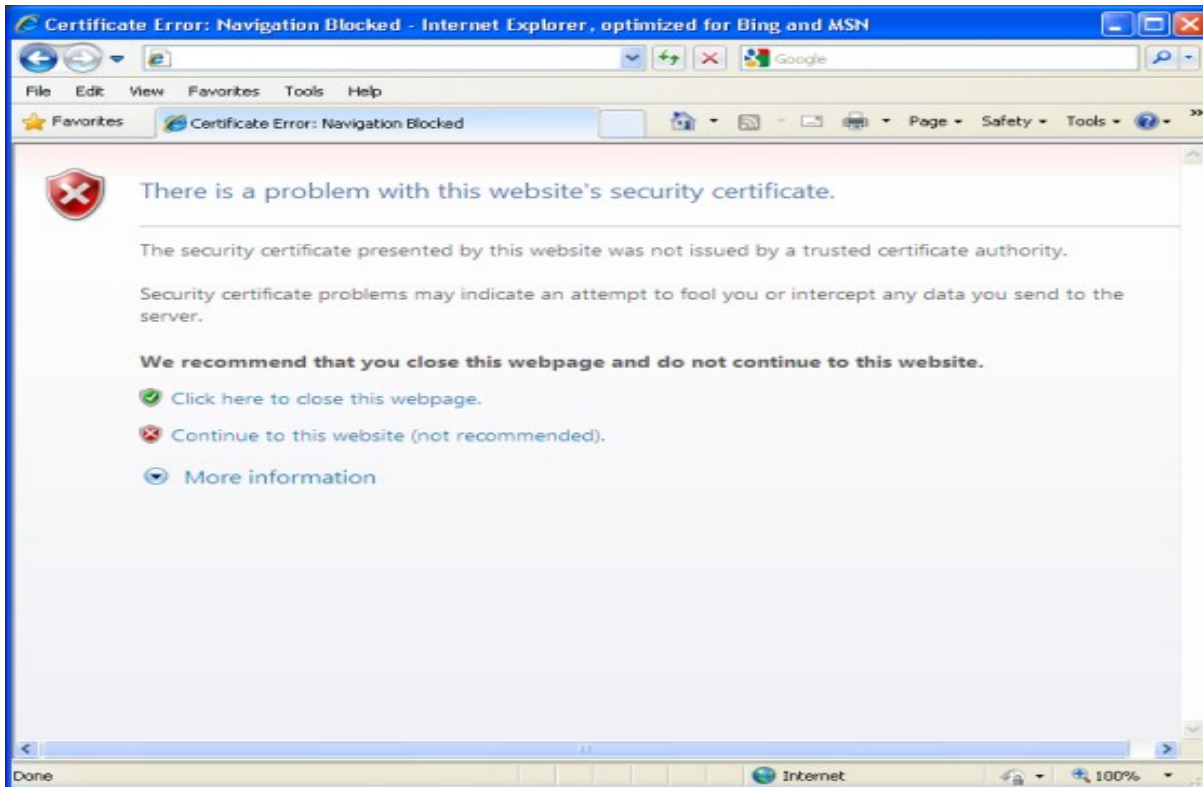 Certificate Error: Navigation Blocked - Internet Explorer, optimized for Bing and MSN
Google
File Edit View Favorites Tools Help
Favorites Certificate Error: Navigation Blocked Page Safety Tools
There is a problem with this website's security certificate.
The security certificate presented by this website was not issued by a trusted certificate authority.
Security certificate problems may indicate an attempt to fool you or intercept any data you send to the
server.
We recommend that you close this webpage and do not continue to this website.
Click here to close this webpage.
Continue to this website (not recommended).
More information
Done Internet 100%